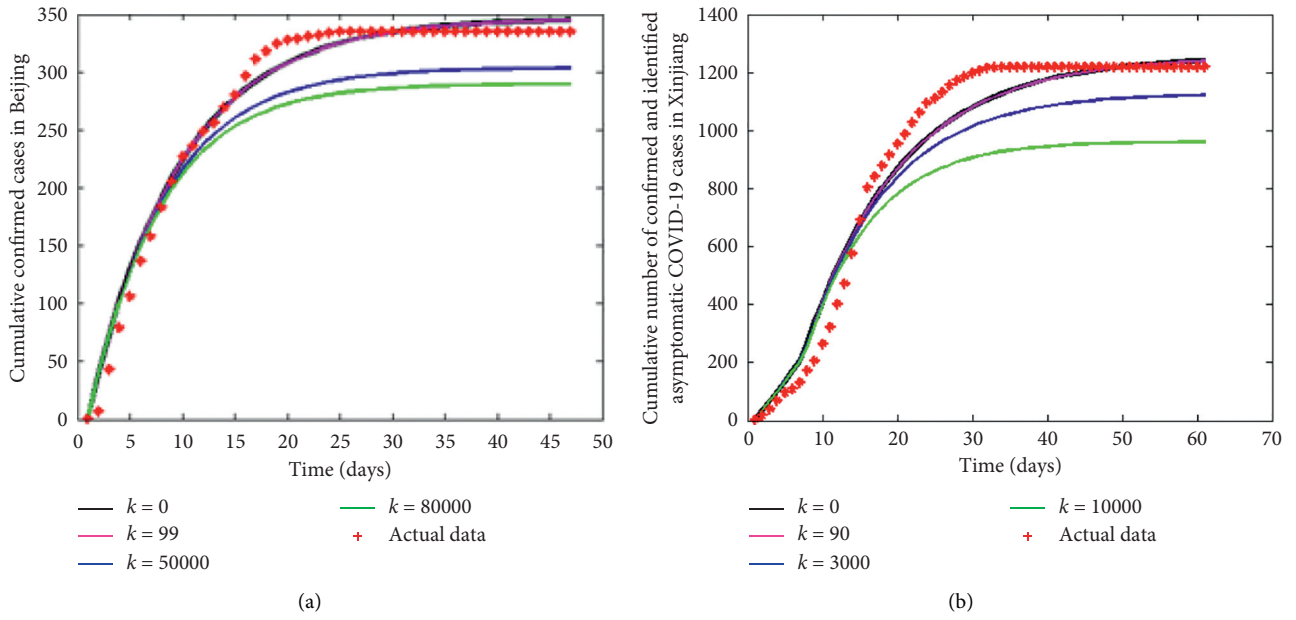 Cumulative confirmed cases in Beijing
350
300
250
200
150
100
50
0
0 5 10 15 20 25 30 35 40 45 50
Time (days)
k = 0
k = 99
k = 50000
k = 80000
Actual data
(a)
Cumulative number of confirmed and identified
asymptomatic COVID-19 cases in Xinjiang
1400
1200
1000
800
600
400
200
0
0 10 20 30 40 50 60 70
Time (days)
k = 0
k = 90
k = 3000
k = 10000
Actual data
(b)